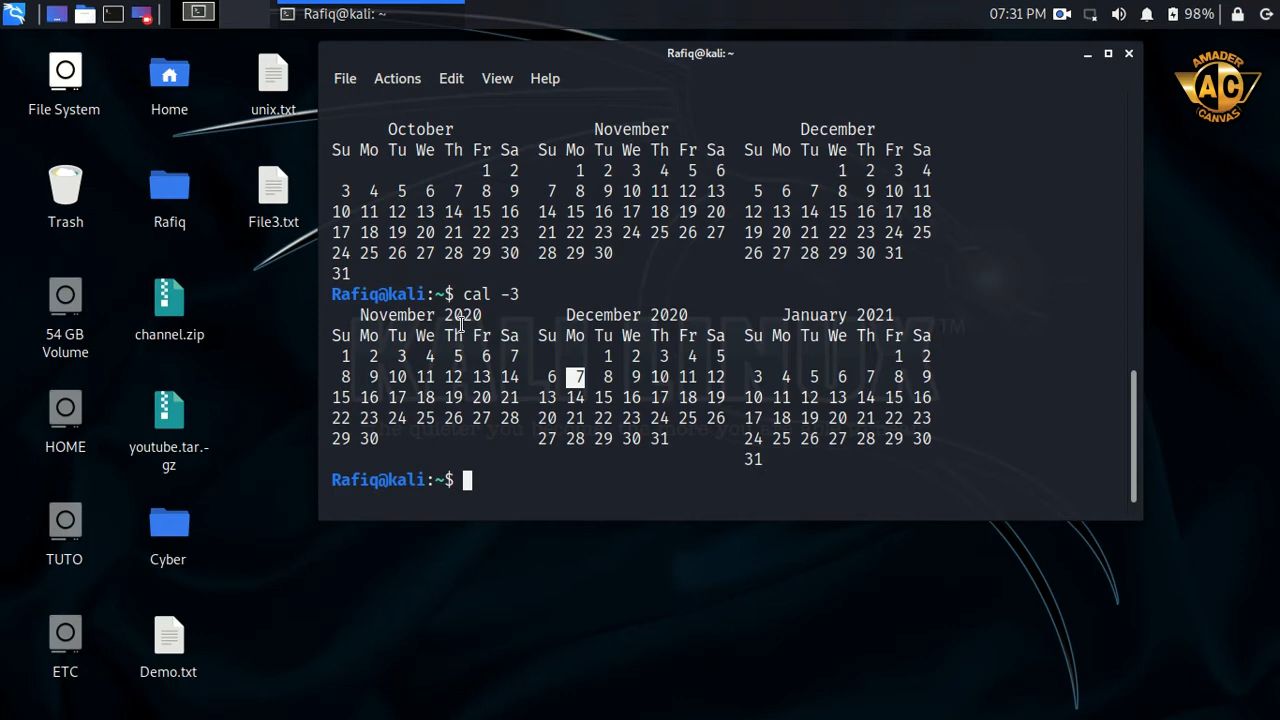 Rafiq@kali: ~
07:31 PM
98%
Rafiq@kali: ~
File Actions Edit View Help
AMADER
AC
CANVAS
File System
Home
unix.txt
Trash
Rafiq
File3.txt
54 GB
Volume
channel.zip
HOME
youtube.tar.-
gz
TUTO
Cyber
ETC
Demo.txt
October November December
Su Mo Tu We Th Fr Sa Su Mo Tu We Th Fr Sa Su Mo Tu We Th Fr Sa
1 2 1 2 3 4 5 6 1 2 3 4
3 4 5 6 7 8 9 7 8 9 10 11 12 13 5 6 7 8 9 10 11
10 11 12 13 14 15 16 14 15 16 17 18 19 20 12 13 14 15 16 17 18
17 18 19 20 21 22 23 21 22 23 24 25 26 27 19 20 21 22 23 24 25
24 25 26 27 28 29 30 28 29 30 26 27 28 29 30 31
31
Rafiq@kali:~$ cal -3
November 2020 December 2020 January 2021
Su Mo Tu We Th Fr Sa Su Mo Tu We Th Fr Sa Su Mo Tu We Th Fr Sa
1 2 3 4 5 6 7 1 2 3 4 5 1 2
8 9 10 11 12 13 14 6 7 8 9 10 11 12 3 4 5 6 7 8 9
15 16 17 18 19 20 21 13 14 15 16 17 18 19 10 11 12 13 14 15 16
22 23 24 25 26 27 28 20 21 22 23 24 25 26 17 18 19 20 21 22 23
29 30 27 28 29 30 31 24 25 26 27 28 29 30
31
Rafiq@kali:~$